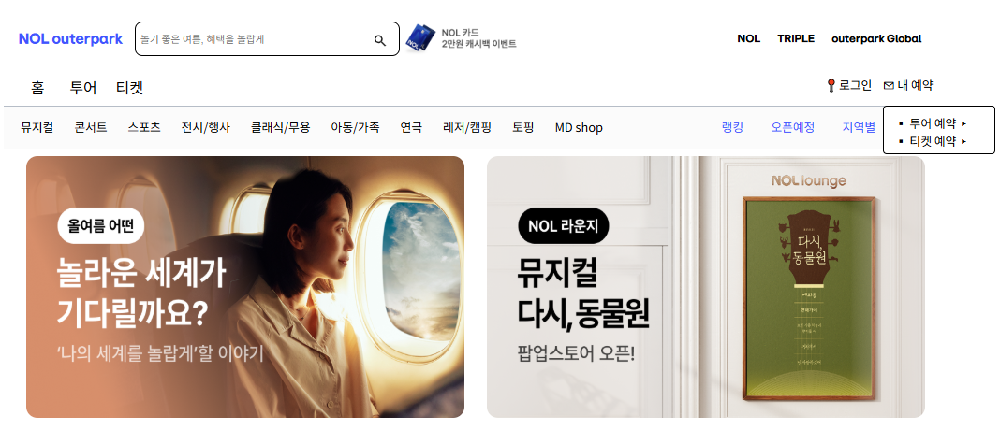 NOL outerpark
놀기 좋은 여름, 혜택을 놀랍게
NOL
NOL 카드
2만원 캐시백 이벤트
NOL TRIPLE outerpark Global
홈 투어 티켓
로그인 내 예약
뮤지컬 콘서트 스포츠 전시/행사 클래식/무용 아동/가족 연극 레저/캠핑 토핑 MD shop
랭킹 오픈예정 지역별
투어 예약
티켓 예약
올여름 어떤
놀라운 세계가
기다릴까요?
‘나의 세계를 놀랍게’할 이야기
NOL 라운지
뮤지컬
다시, 동물원
팝업스토어 오픈!
NOL lounge
다시,
동물원